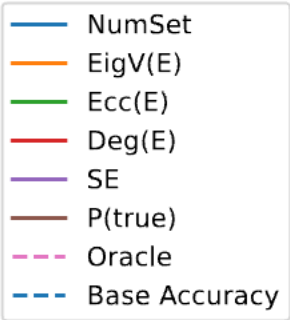 NumSet
EigV(E)
Ecc(E)
Deg(E)
SE
P(true)
Oracle
Base Accuracy